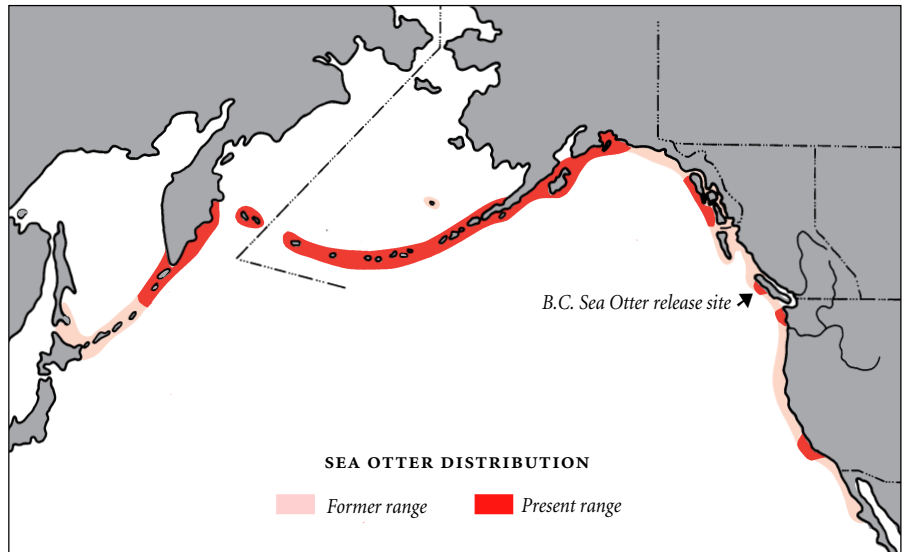 B.C. Sea Otter release site
SEA OTTER DISTRIBUTION
Former range
Present range